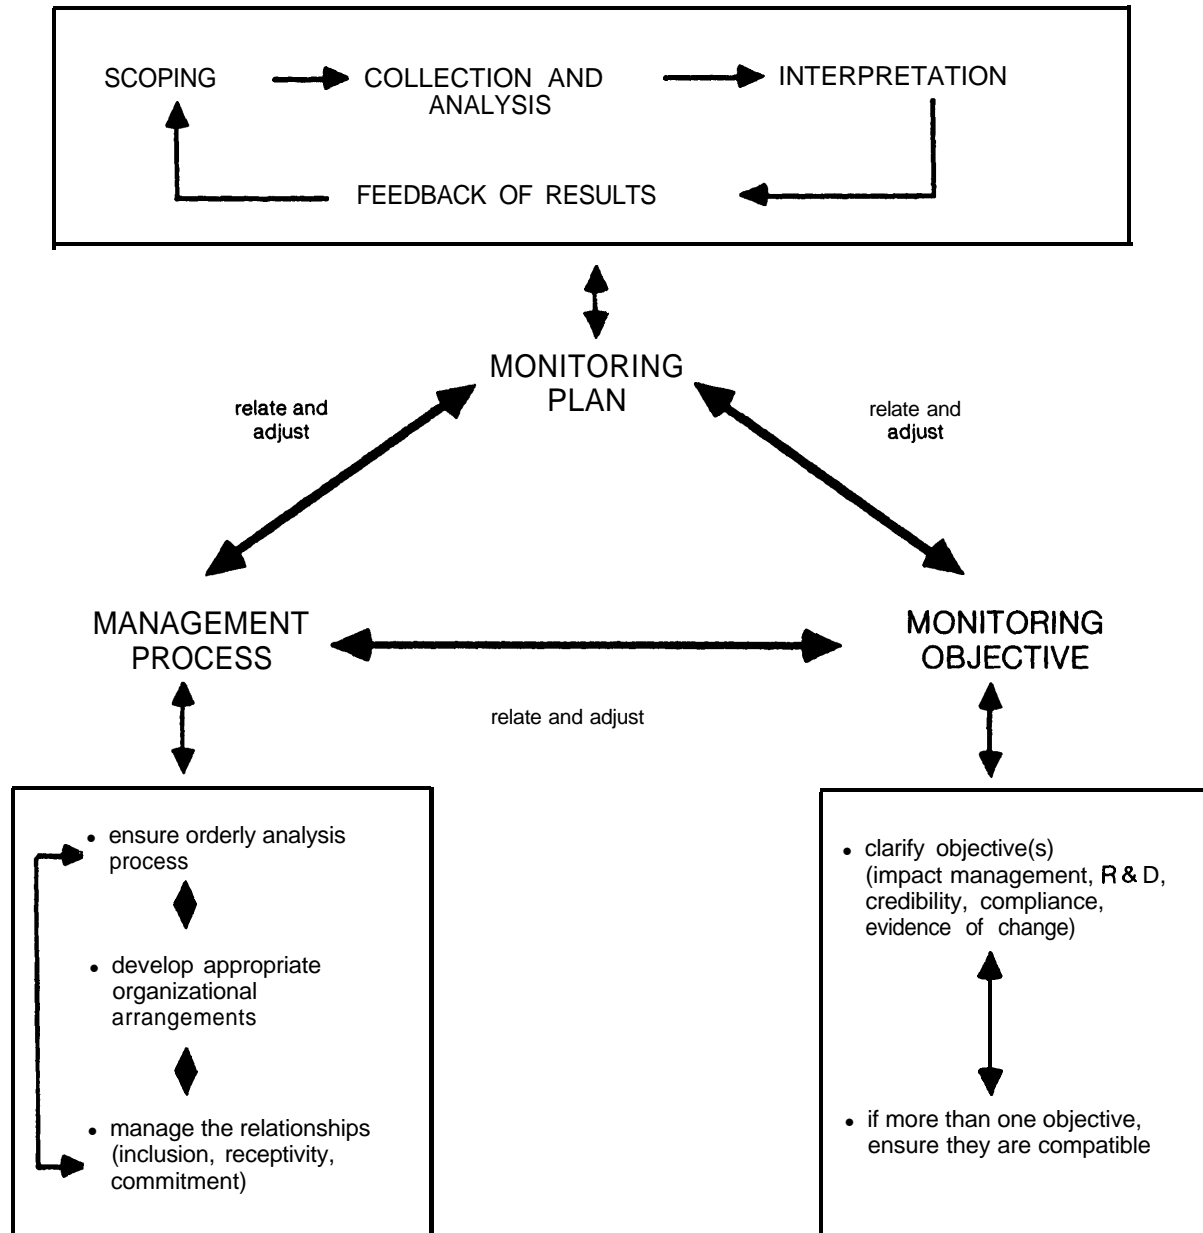 SCOPING
COLLECTION AND
ANALYSIS
INTERPRETATION
FEEDBACK OF RESULTS
MONITORING
PLAN
relate and
adjust
relate and
adjust
MANAGEMENT
PROCESS
MONITORING
OBJECTIVE
relate and adjust
• ensure orderly analysis
process
• develop appropriate
organizational
arrangements
• manage the relationships
(inclusion, receptivity,
commitment)
• clarify objective(s)
(impact management, R & D,
credibility, compliance,
evidence of change)
• if more than one objective,
ensure they are compatible